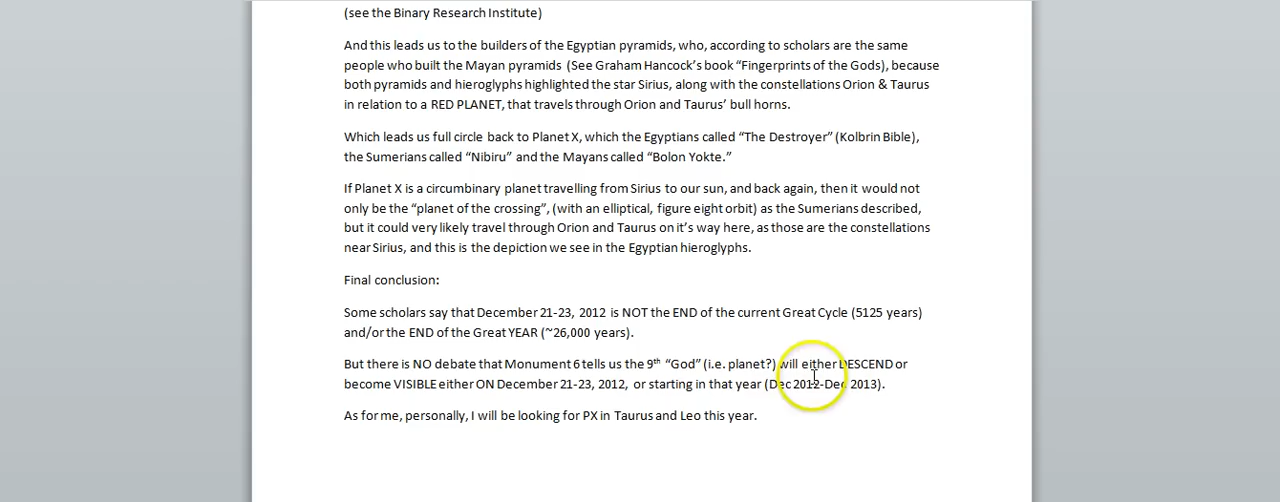 (see the Binary Research Institute)
And this leads us to the builders of the Egyptian pyramids, who, according to scholars are the same
people who built the Mayan pyramids (See Graham Hancock's book “Fingerprints of the Gods), because
both pyramids and hieroglyphs highlighted the star Sirius, along with the constellations Orion & Taurus
in relation to a RED PLANET, that travels through Orion and Taurus' bull horns.
Which leads us full circle back to Planet X, which the Egyptians called “The Destroyer” (Kolbrin Bible),
the Sumerians called “Nibiru” and the Mayans called “Bolon Yokte.”
If Planet X is a circumbinary planet travelling from Sirius to our sun, and back again, then it would not
only be the “planet of the crossing”, (with an elliptical, figure eight orbit) as the Sumerians described,
but it could very likely travel through Orion and Taurus on it's way here, as those are the constellations
near Sirius, and this is the depiction we see in the Egyptian hieroglyphs.
Final conclusion:
Some scholars say that December 21-23, 2012 is NOT the END of the current Great Cycle (5125 years)
and/or the END of the Great YEAR (~26,000 years).
But there is NO debate that Monument 6 tells us the 9th “God” (i.e. planet?) will either DESCEND or
become VISIBLE either ON December 21-23, 2012, or starting in that year (Dec 2012-Dec 2013).
As for me, personally, I will be looking for PX in Taurus and Leo this year.